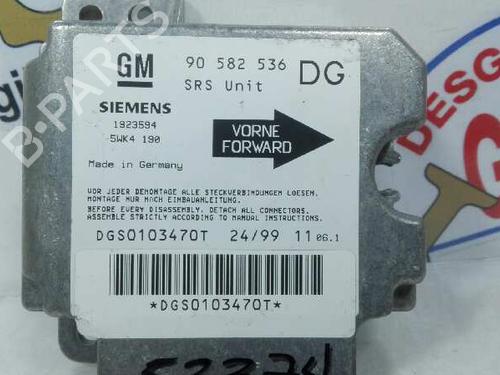 GM
90 582 536
DG
SRS Unit
SIEMENS
1923594
5WK4 190
VORNE
FORWARD
Made in Germany
VOR JEDER DEMONTAGE ALLE STECKVERBINDUNGEN LOESEN.
MONTAGE NUR NACH EINBAUANLEITUNG.
BEFORE EVERY DISASSEMBLY, DETACH ALL CONNECTORS.
ASSEMBLE STRICTLY ACCORDING TO MANUAL INSTRUCTIONS.
DGS0103470T 24/99 11 06.1
*DGS0103470T*
B-PARTS
DESG